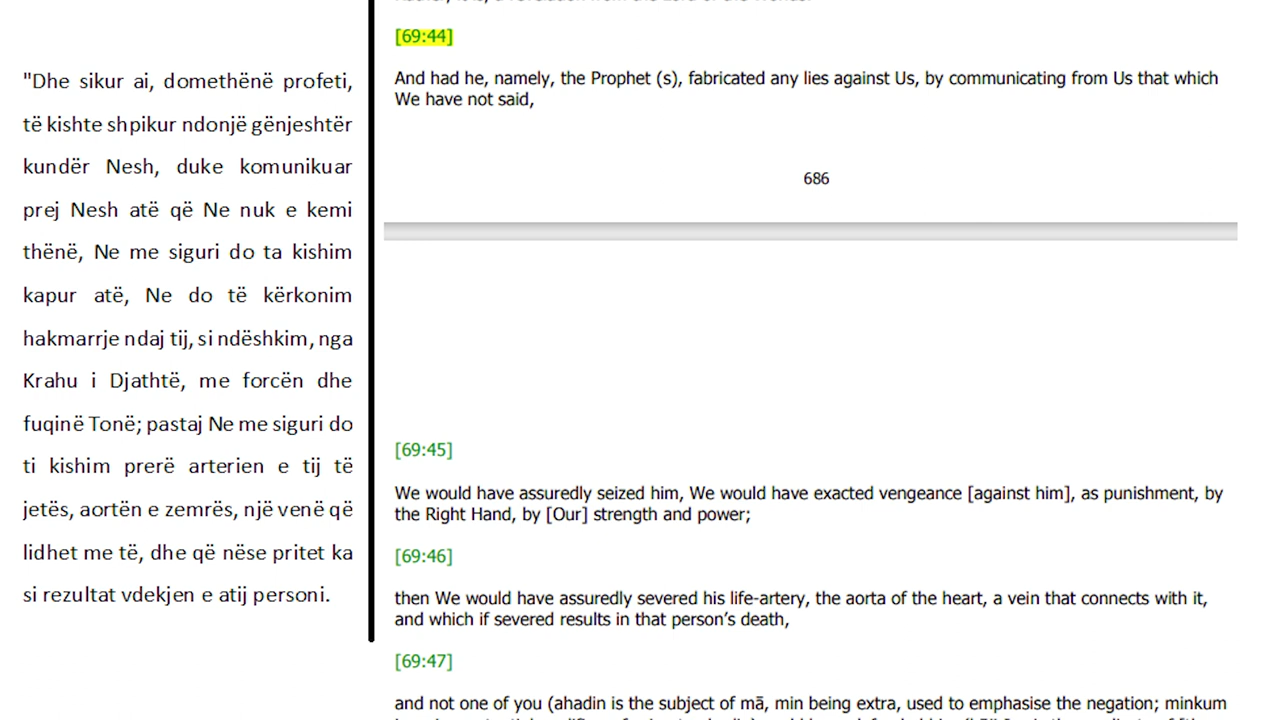 "Dhe sikur ai, domethënë profeti,
të kishte shpikur ndonjë gënjeshtër
kundër Nesh, duke komunikuar
prej Nesh atë që Ne nuk e kemi
thënë, Ne me siguri do ta kishim
kapur atë, Ne do të kërkonim
hakmarrje ndaj tij, si ndëshkim, nga
Krahu i Djathtë, me forcën dhe
fuqinë Tonë; pastaj Ne me siguri do
ti kishim prerë arterien e tij të
jetës, aortën e zemrës, një venë që
lidhet me të, dhe që nëse pritet ka
si rezultat vdekjen e atij personi.
[69:44]
And had he, namely, the Prophet (s), fabricated any lies against Us, by communicating from Us that which
We have not said,
686
[69:45]
We would have assuredly seized him, We would have exacted vengeance [against him], as punishment, by
the Right Hand, by [Our] strength and power;
[69:46]
then We would have assuredly severed his life-artery, the aorta of the heart, a vein that connects with it,
and which if severed results in that person's death,
[69:47]
and not one of you (ahadin is the subject of mā, min being extra, used to emphasise the negation; minkum